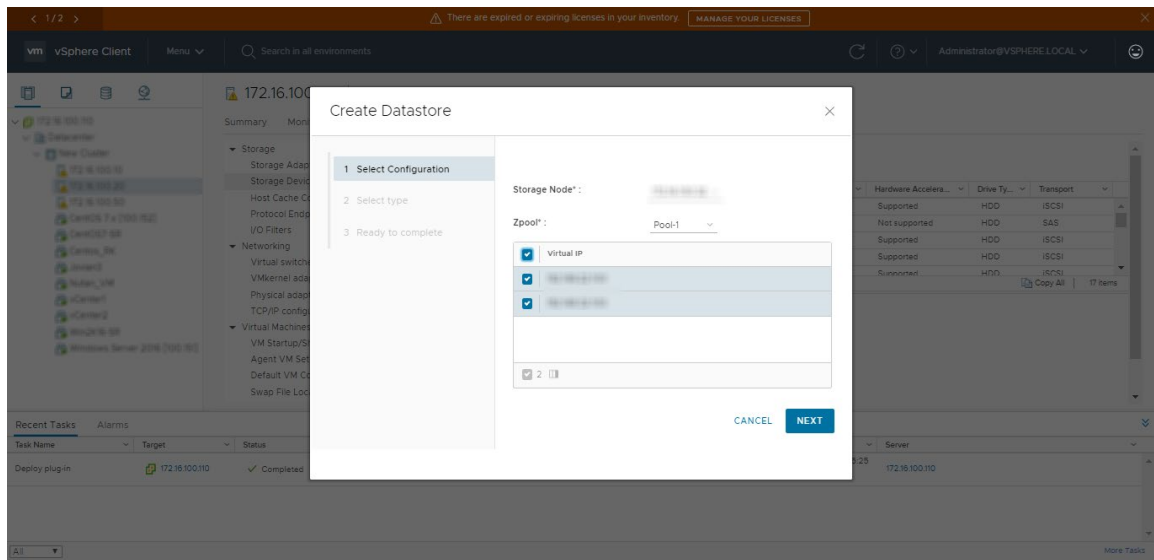 1/2
There are expired or expiring licenses in your inventory. MANAGE YOUR LICENSES
vm vSphere Client Menu Search in all environments Administrator@VSPHERE.LOCAL
172.16.100
Summary Moni
Storage
Storage Adap
Storage Devic
Host Cache Co
Protocol Endp
I/O Filters
Networking
Virtual switche
VMkernel adap
Physical adapt
TCP/IP configu
Virtual Machines
VM Startup/Sh
Agent VM Set
Default VM Co
Swap File Loc
Create Datastore
1 Select Configuration
2 Select type
3 Ready to complete
Storage Node* :
Zpool* : Pool-1
Virtual IP
2
CANCEL NEXT
Hardware Accelera... Drive Ty... Transport
Supported HDD iSCSI
Not supported HDD SAS
Supported HDD iSCSI
Supported HDD iSCSI
Supported HDD iSCSI
Copy All 17 items
Recent Tasks Alarms
Task Name Target Status Server
Deploy plug-in 172.16.100.110 Completed 172.16.100.110
All More Tasks